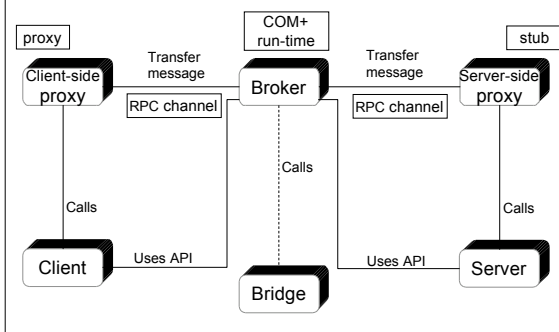 COM+
run-time
proxy
stub
Transfer
message
Transfer
message
Client-side
proxy
Broker
Server-side
proxy
RPC channel
RPC channel
Calls
Calls
Calls
Client
Uses API
Uses API
Server
Bridge